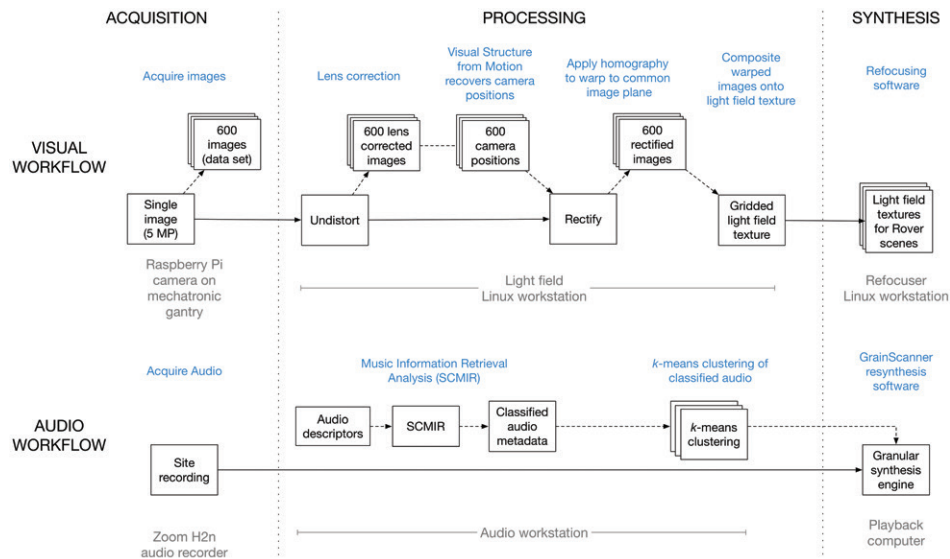 ACQUISITION
PROCESSING
SYNTHESIS
Acquire images
Lens correction
Visual Structure
from Motion
recovers camera
positions
Apply homography
to warp to common
image plane
Composite
warped
images onto
light field texture
Refocusing
software
VISUAL
WORKFLOW
600
images
(data set)
600 lens
corrected
images
600
camera
positions
600
rectified
images
Single
image
(5 MP)
Undistort
Rectify
Gridded
light field
texture
Light field
textures
for Rover
scenes
Raspberry Pi
camera on
mechatronic
gantry
Light field
Linux workstation
Refocuser
Linux workstation
Acquire Audio
Music Information Retrieval
Analysis (SCMIR)
k-means clustering of
classified audio
GrainScanner
resynthesis
software
AUDIO
WORKFLOW
Audio
descriptors
SCMIR
Classified
audio
metadata
k-means
clustering
Site
recording
Granular
synthesis
engine
Zoom H2n
audio recorder
Audio workstation
Playback
computer